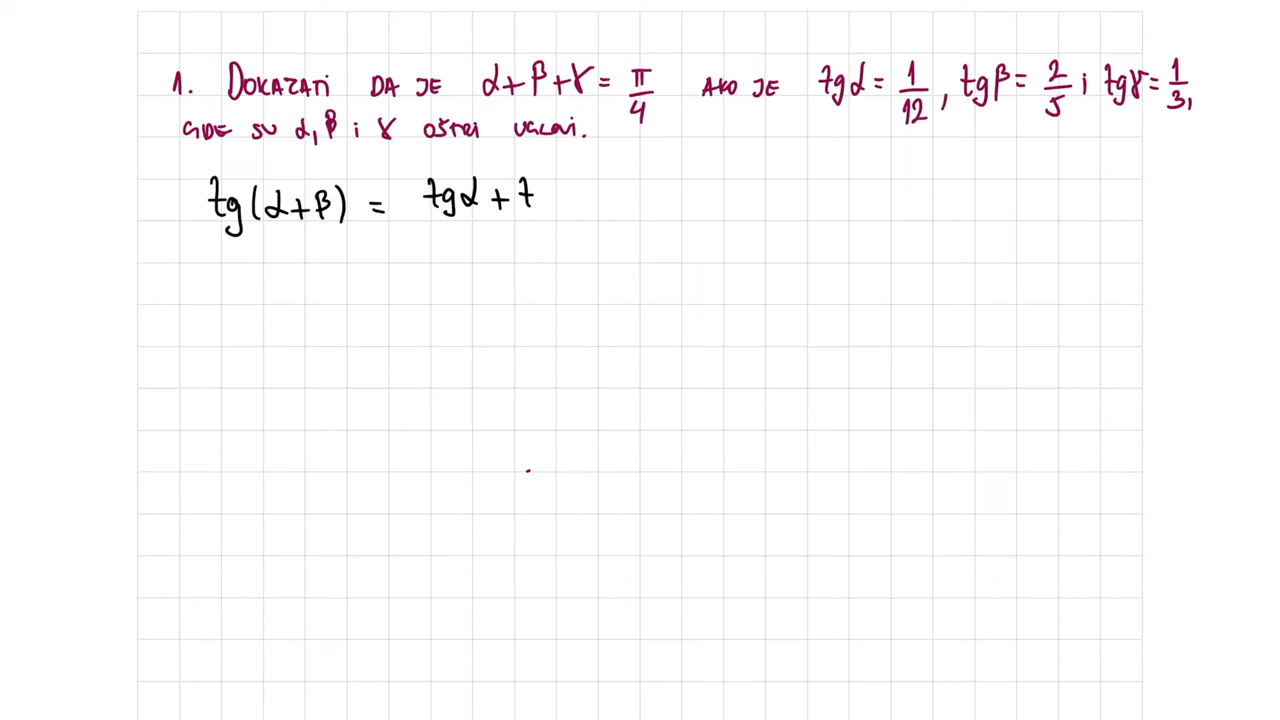 1. DOKAZATI DA JE α+β+γ = π/4 AKO JE tgα = 1/12, tgβ = 2/5 i tgγ = 1/3,
GDE SU α, β i γ OŠTRI UGLOVI.
tg(α+β) = tgα + t